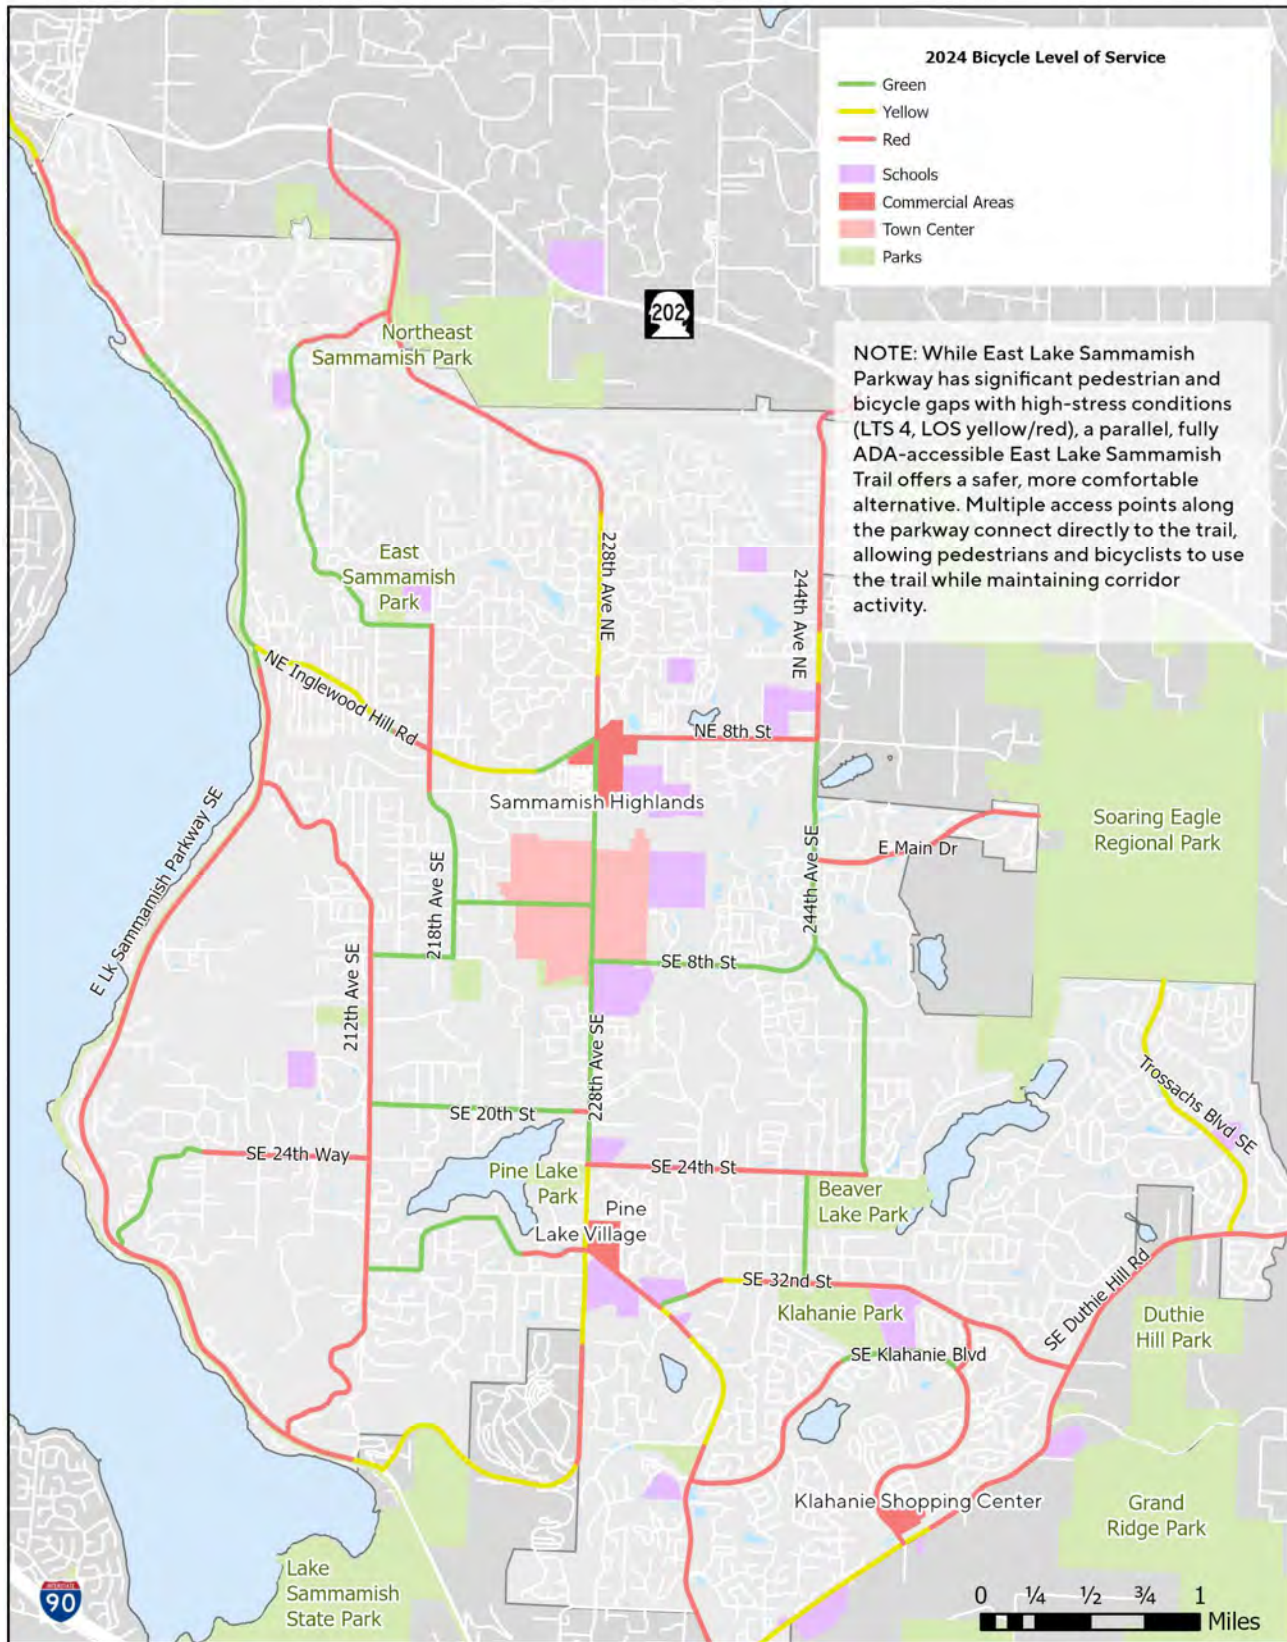 2024 Bicycle Level of Service
Green
Yellow
Red
Schools
Commercial Areas
Town Center
Parks
202
NOTE: While East Lake Sammamish
Parkway has significant pedestrian and
bicycle gaps with high-stress conditions
(LTS 4, LOS yellow/red), a parallel, fully
ADA-accessible East Lake Sammamish
Trail offers a safer, more comfortable
alternative. Multiple access points along
the parkway connect directly to the trail,
allowing pedestrians and bicyclists to use
the trail while maintaining corridor
activity.
Northeast
Sammamish Park
East
Sammamish
Park
228th Ave NE
244th Ave NE
NE Inglewood Hill Rd
NE 8th St
Sammamish Highlands
Soaring Eagle
Regional Park
E Main Dr
E Lk Sammamish Parkway SE
218th Ave SE
244th Ave SE
SE 8th St
212th Ave SE
228th Ave SE
SE 20th St
Trossachs Blvd SE
SE 24th Way
SE 24th St
Pine Lake
Park
Beaver
Lake Park
Pine
Lake Village
SE 32nd St
Klahanie Park
SE Duthie Hill Rd
Duthie
Hill Park
SE Klahanie Blvd
Klahanie Shopping Center
Grand
Ridge Park
Lake
Sammamish
State Park
INTERSTATE
90
0 1/4 1/2 3/4 1
Miles